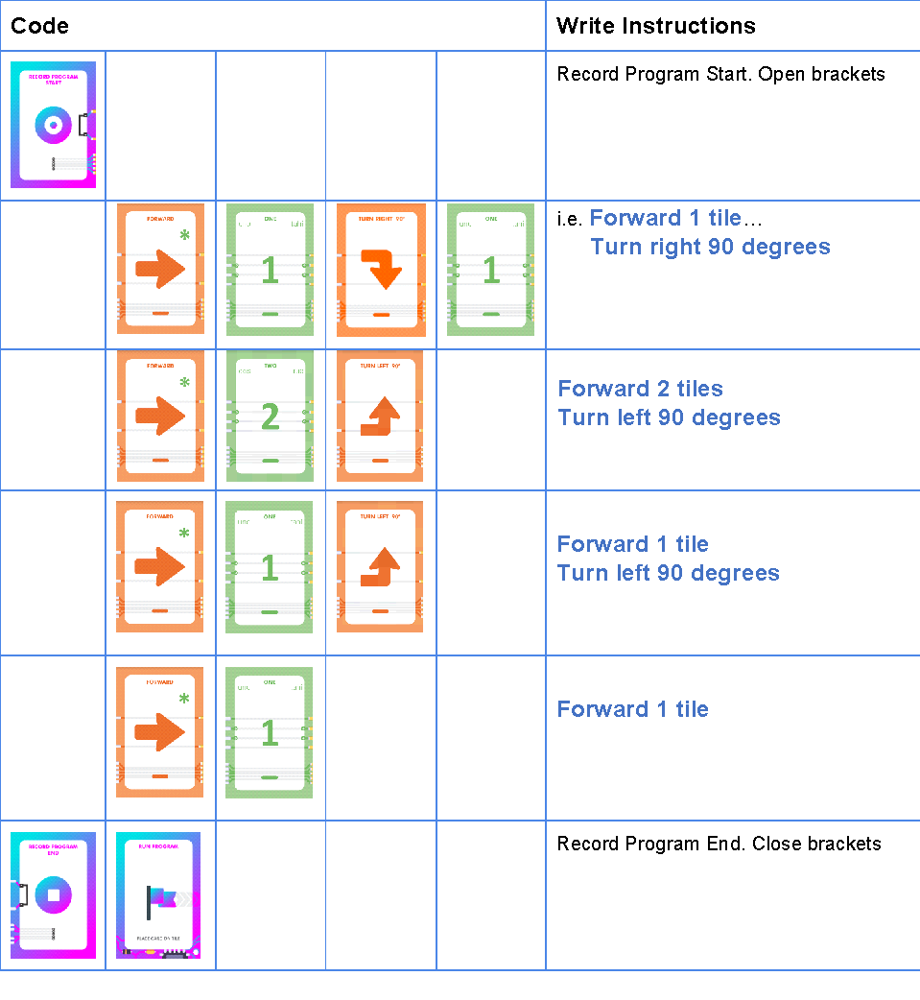 Code
Write Instructions
RECORD PROGRAM
START
Record Program Start. Open brackets
FORWARD
*
ONE
1
TURN RIGHT 90°
ONE
1
i.e. Forward 1 tile…
Turn right 90 degrees
FORWARD
*
TWO
2
TURN LEFT 90°
Forward 2 tiles
Turn left 90 degrees
FORWARD
*
ONE
1
TURN LEFT 90°
Forward 1 tile
Turn left 90 degrees
FORWARD
*
ONE
1
Forward 1 tile
RECORD PROGRAM
END
RUN PROGRAM
PLACE CARD ON TILE
Record Program End. Close brackets